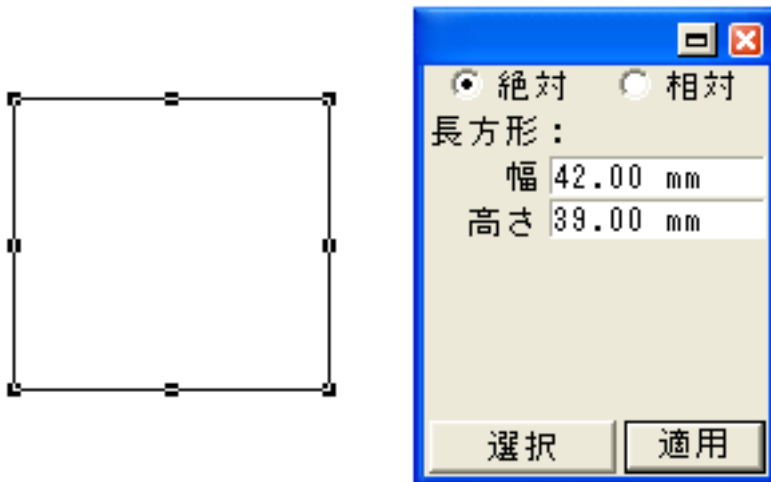 絶対 相対
長方形：
幅 42.00 mm
高さ 39.00 mm
選択 適用